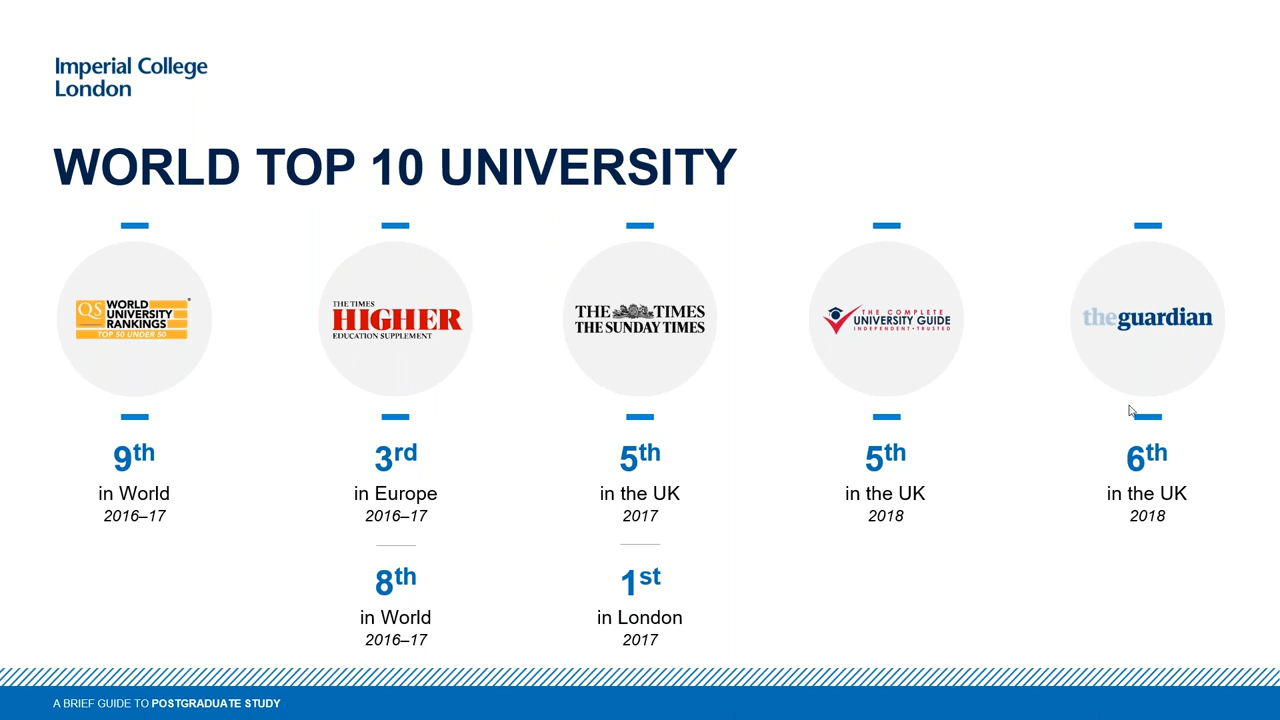 Imperial College
London
WORLD TOP 10 UNIVERSITY
QS WORLD
UNIVERSITY
RANKINGS
TOP 50 UNDER 50
9th
in World
2016–17
THE TIMES
HIGHER
EDUCATION SUPPLEMENT
3rd
in Europe
2016–17
8th
in World
2016–17
THE TIMES
THE SUNDAY TIMES
5th
in the UK
2017
1st
in London
2017
THE COMPLETE
UNIVERSITY GUIDE
INDEPENDENT • TRUSTED
5th
in the UK
2018
theguardian
6th
in the UK
2018
A BRIEF GUIDE TO POSTGRADUATE STUDY